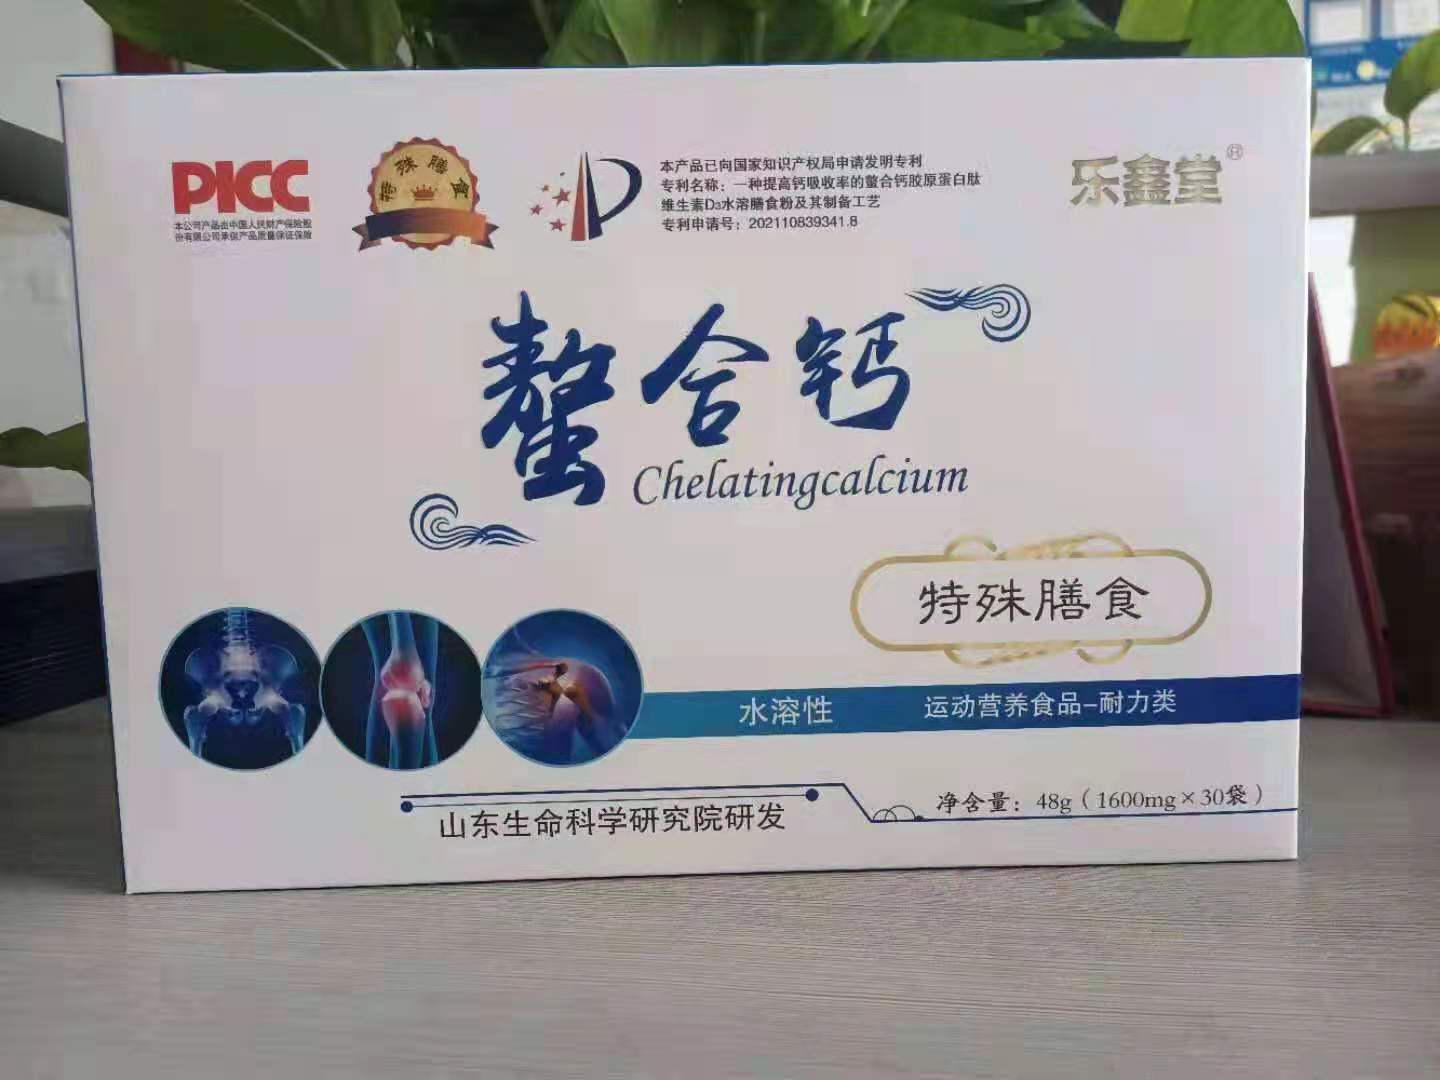 PICC
本公司产品由中国人民财产保险股
份有限公司承保产品质量保证保险
特殊膳食
本产品已向国家知识产权局申请发明专利
专利名称：一种提高钙吸收率的螯合钙胶原蛋白肽
维生素D₃水溶膳食粉及其制备工艺
专利申请号：202110839341.8
乐鑫堂®
螯合钙
Chelatingcalcium
特殊膳食
水溶性 运动营养食品-耐力类
净含量：48g（1600mg×30袋）
山东生命科学研究院研发